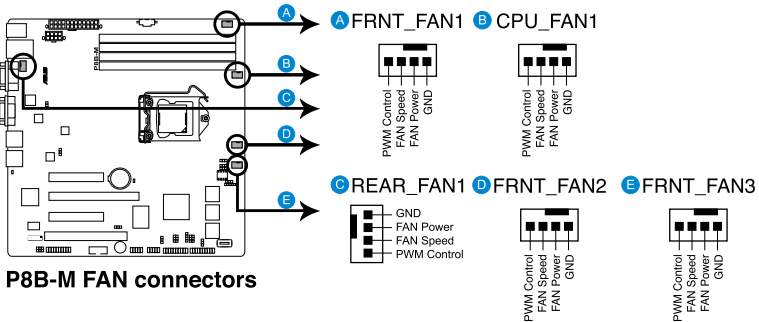 A
B
C
D
E
P8B-M
ASUS
A FRNT_FAN1
PWM Control
FAN Speed
FAN Power
GND
B CPU_FAN1
PWM Control
FAN Speed
FAN Power
GND
C REAR_FAN1
GND
FAN Power
FAN Speed
PWM Control
D FRNT_FAN2
PWM Control
FAN Speed
FAN Power
GND
E FRNT_FAN3
PWM Control
FAN Speed
FAN Power
GND
P8B-M FAN connectors